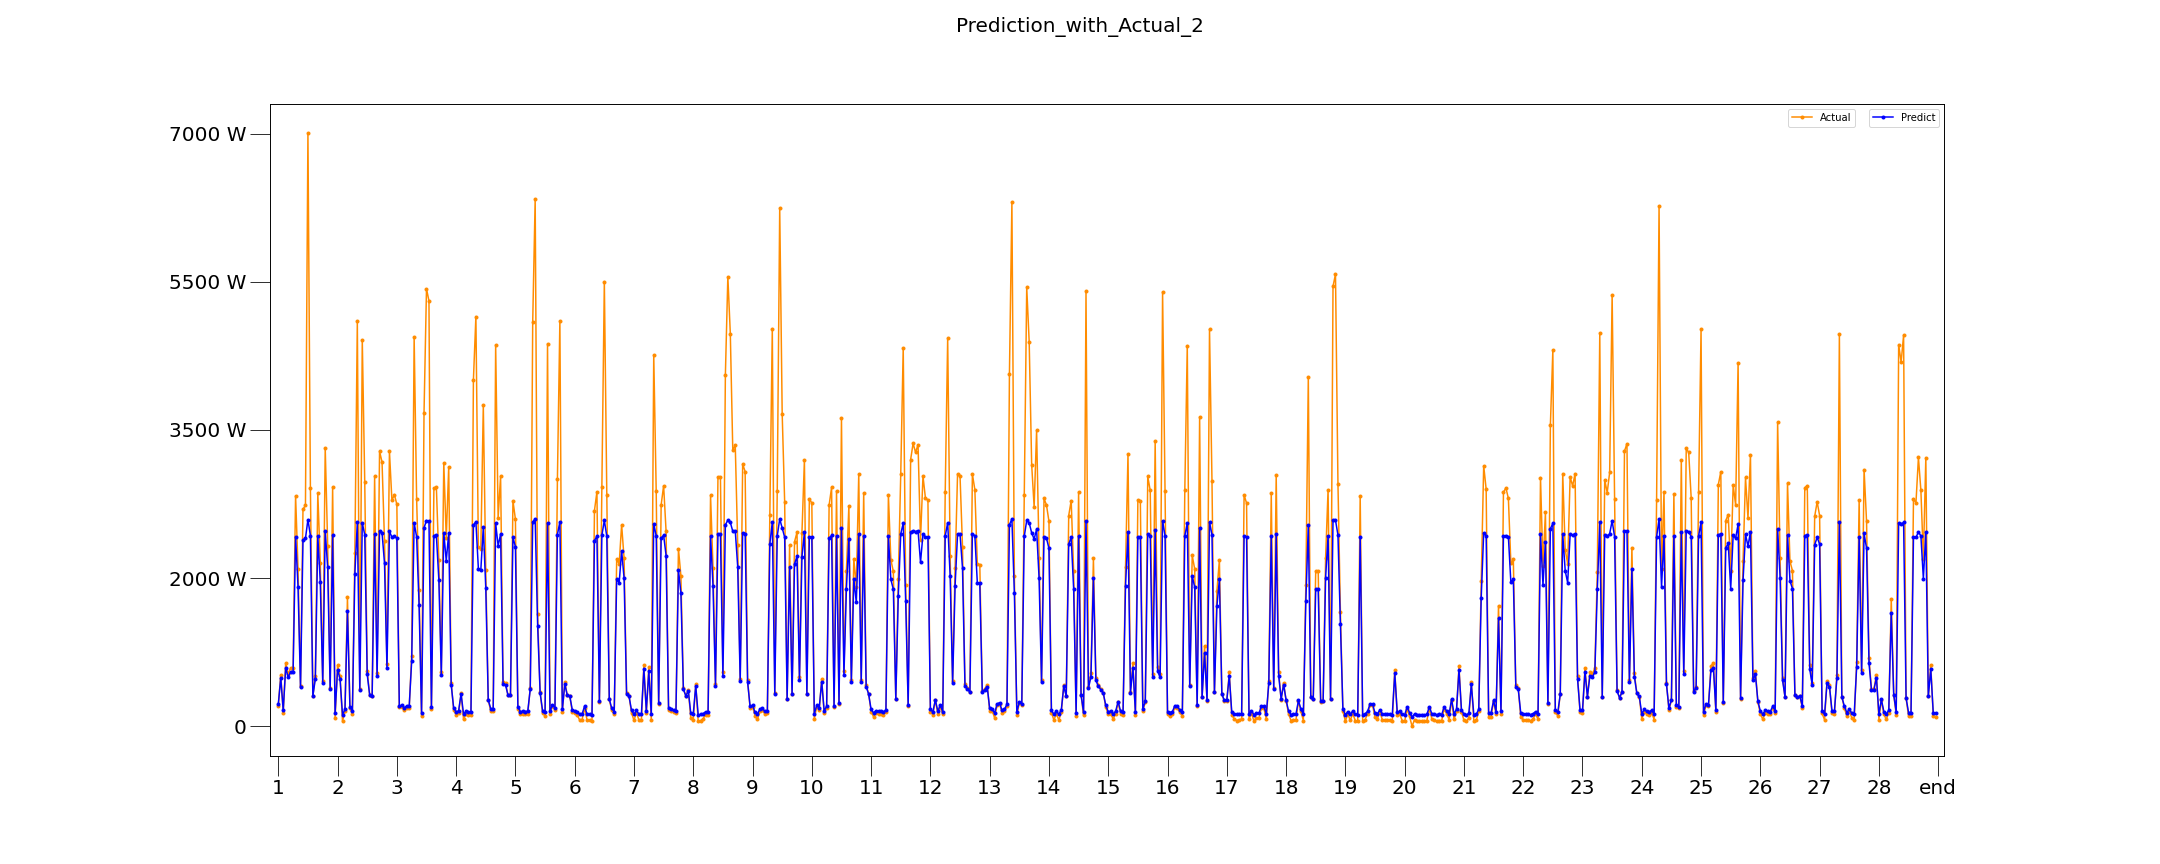 Prediction_with_Actual_2
Actual Predict
7000 W
5500 W
3500 W
2000 W
0
1 2 3 4 5 6 7 8 9 10 11 12 13 14 15 16 17 18 19 20 21 22 23 24 25 26 27 28 end